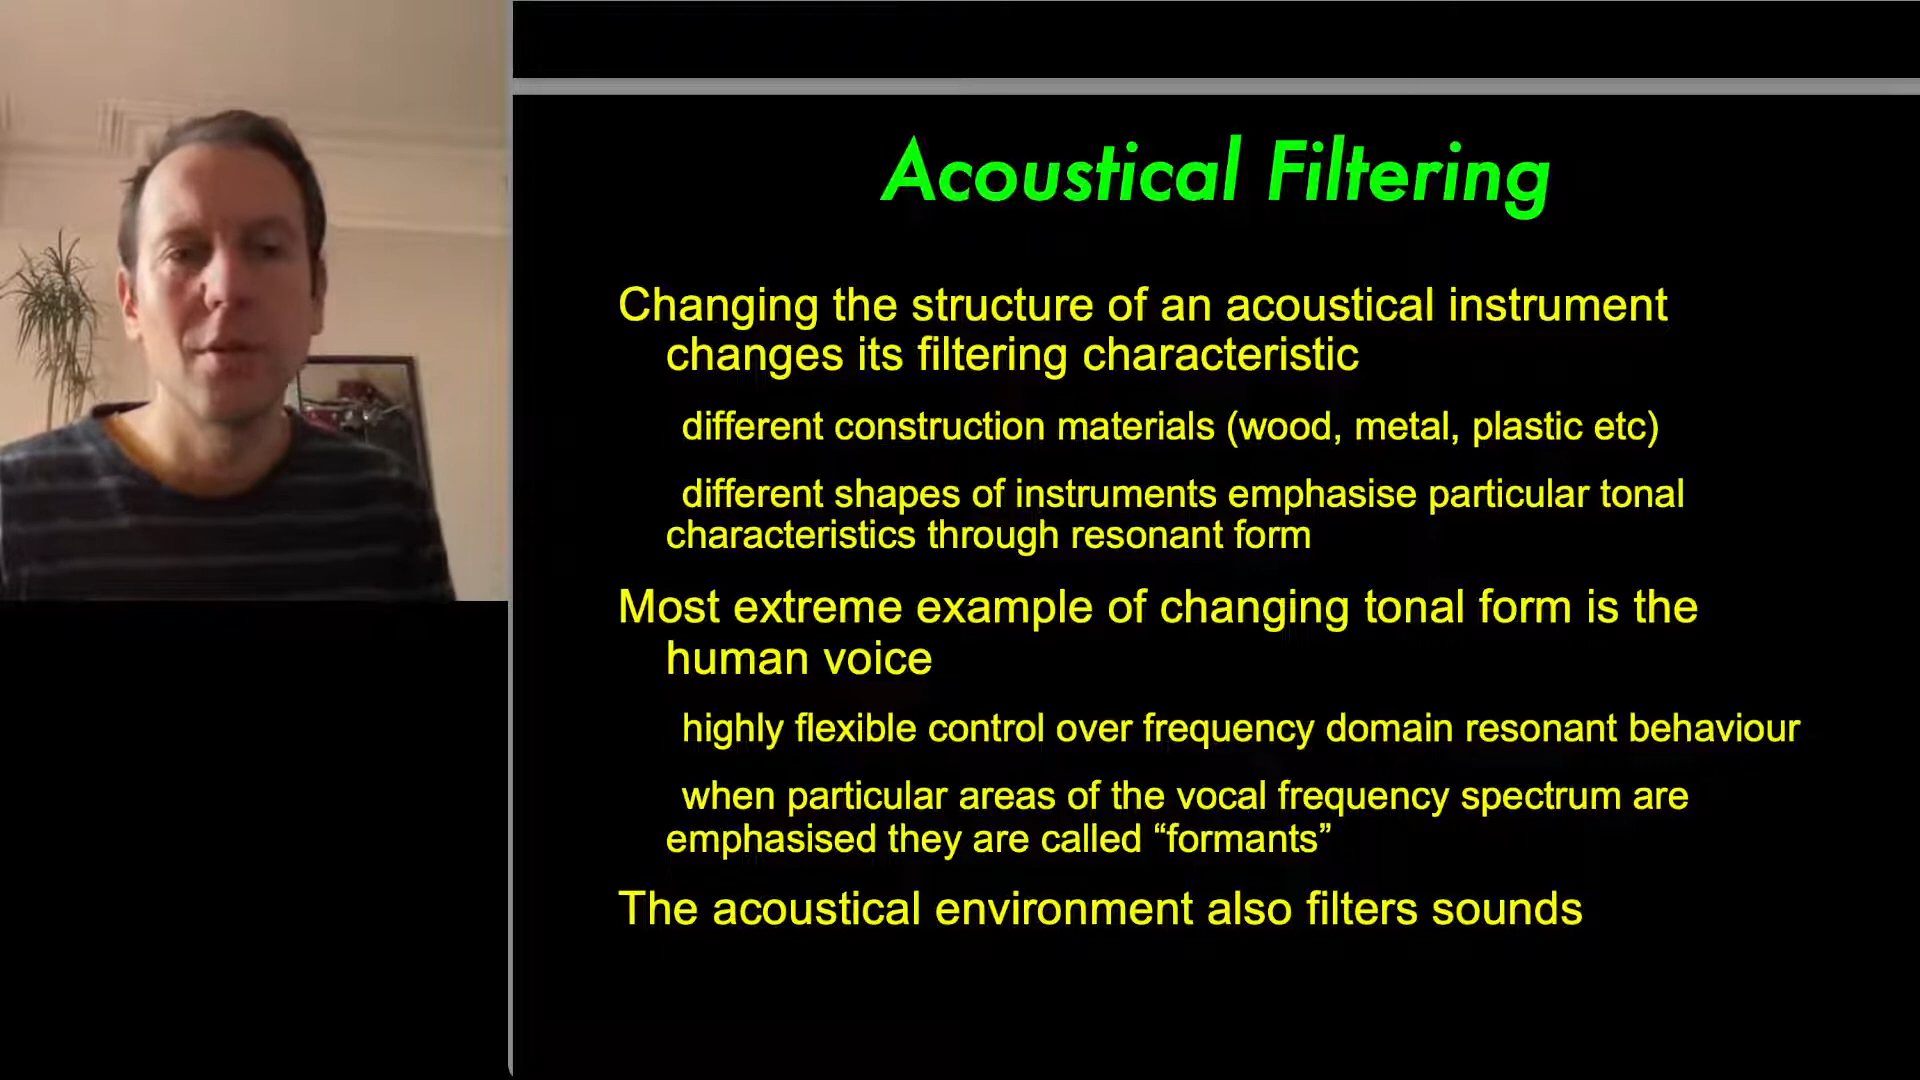 Acoustical Filtering
Changing the structure of an acoustical instrument
changes its filtering characteristic
different construction materials (wood, metal, plastic etc)
different shapes of instruments emphasise particular tonal
characteristics through resonant form
Most extreme example of changing tonal form is the
human voice
highly flexible control over frequency domain resonant behaviour
when particular areas of the vocal frequency spectrum are
emphasised they are called “formants”
The acoustical environment also filters sounds